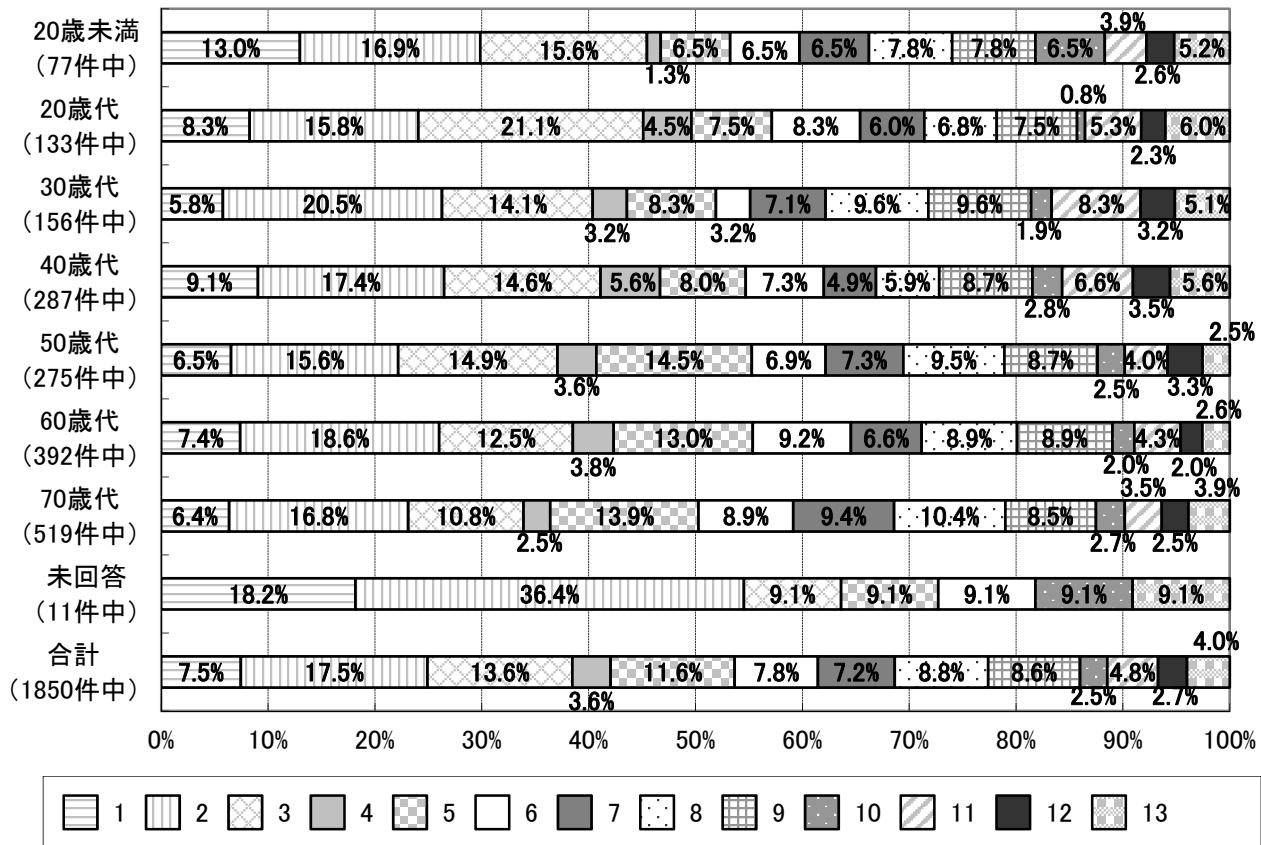 3.9%
20歳未満
(77件中)
13.0% 16.9% 15.6% 6.5% 6.5% 6.5% 7.8% 7.8% 6.5% 5.2%
1.3% 2.6%
0.8%
20歳代
(133件中)
8.3% 15.8% 21.1% 4.5% 7.5% 8.3% 6.0% 6.8% 7.5% 5.3% 6.0%
2.3%
30歳代
(156件中)
5.8% 20.5% 14.1% 8.3% 7.1% 9.6% 9.6% 8.3% 5.1%
3.2% 3.2% 1.9% 3.2%
40歳代
(287件中)
9.1% 17.4% 14.6% 5.6% 8.0% 7.3% 4.9% 5.9% 8.7% 6.6% 5.6%
2.8% 3.5%
2.5%
50歳代
(275件中)
6.5% 15.6% 14.9% 14.5% 6.9% 7.3% 9.5% 8.7% 4.0%
3.6% 2.5% 3.3%
2.6%
60歳代
(392件中)
7.4% 18.6% 12.5% 13.0% 9.2% 6.6% 8.9% 8.9% 4.3%
3.8% 2.0% 2.0%
3.5% 3.9%
70歳代
(519件中)
6.4% 16.8% 10.8% 13.9% 8.9% 9.4% 10.4% 8.5%
2.5% 2.7% 2.5%
未回答
(11件中)
18.2% 36.4% 9.1% 9.1% 9.1% 9.1% 9.1%
4.0%
合計
(1850件中)
7.5% 17.5% 13.6% 11.6% 7.8% 7.2% 8.8% 8.6% 4.8%
3.6% 2.5% 2.7%
0% 10% 20% 30% 40% 50% 60% 70% 80% 90% 100%
1 2 3 4 5 6 7 8 9 10 11 12 13